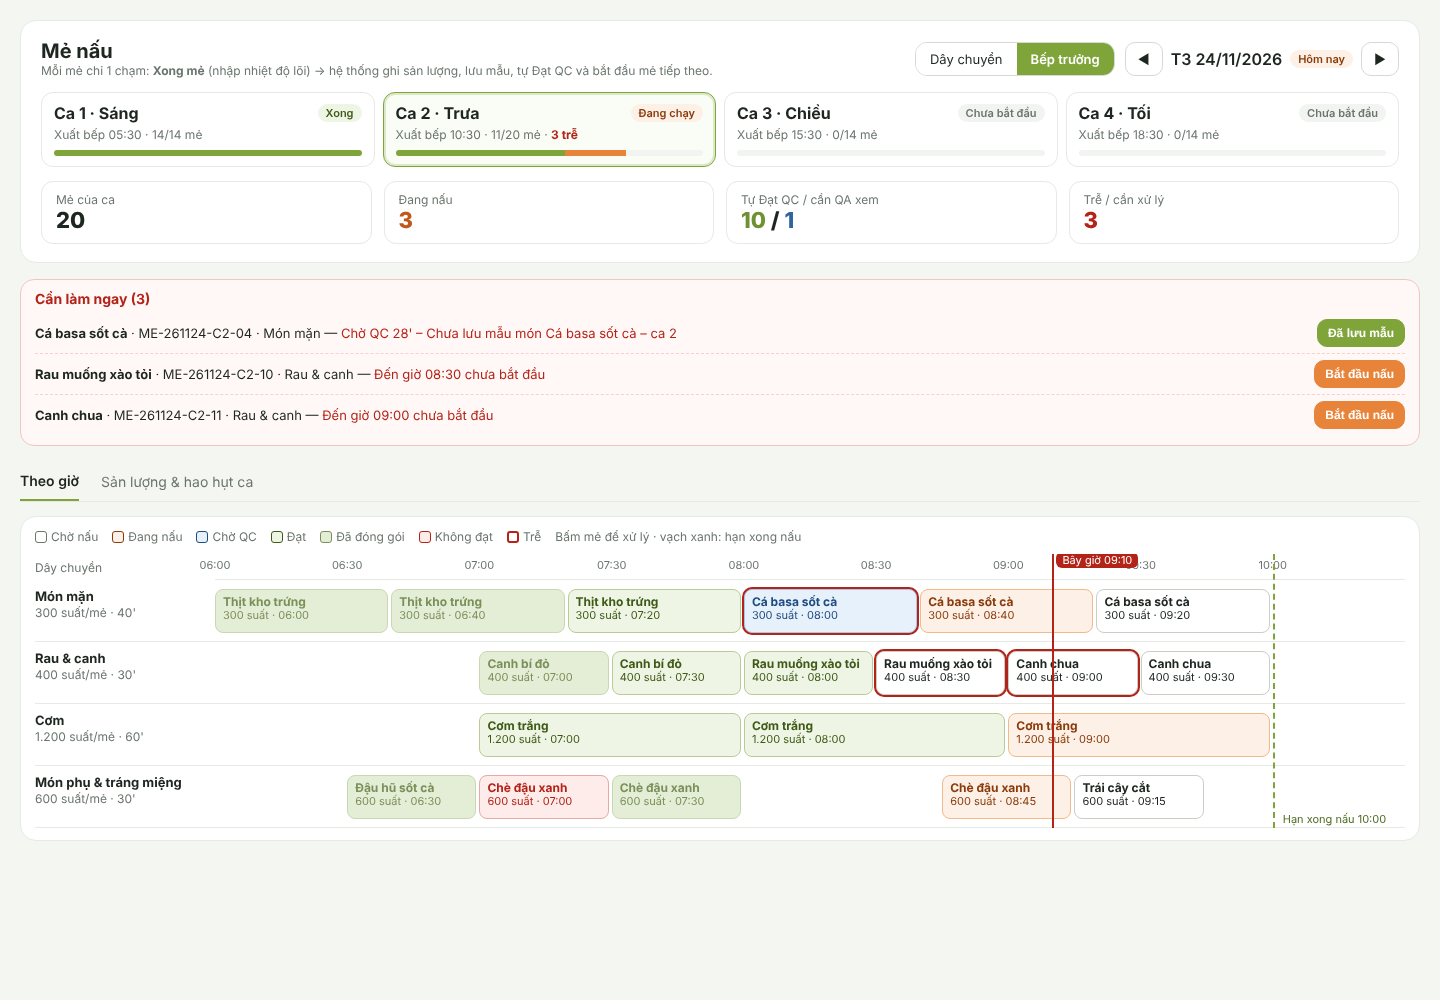 Mẻ nấu
Mỗi mẻ chỉ 1 chạm: Xong mẻ (nhập nhiệt độ lõi) → hệ thống ghi sản lượng, lưu mẫu, tự Đạt QC và bắt đầu mẻ tiếp theo.
Dây chuyền
Bếp trưởng
◀
T3 24/11/2026
Hôm nay
▶
Ca 1 · Sáng
Xong
Xuất bếp 05:30 · 14/14 mẻ
Ca 2 · Trưa
Đang chạy
Xuất bếp 10:30 · 11/20 mẻ · 3 trễ
Ca 3 · Chiều
Chưa bắt đầu
Xuất bếp 15:30 · 0/14 mẻ
Ca 4 · Tối
Chưa bắt đầu
Xuất bếp 18:30 · 0/14 mẻ
Mẻ của ca
20
Đang nấu
3
Tự Đạt QC / cần QA xem
10 / 1
Trễ / cần xử lý
3
Cần làm ngay (3)
Cá basa sốt cà · ME-261124-C2-04 · Món mặn — Chờ QC 28' – Chưa lưu mẫu món Cá basa sốt cà – ca 2
Đã lưu mẫu
Rau muống xào tỏi · ME-261124-C2-10 · Rau & canh — Đến giờ 08:30 chưa bắt đầu
Bắt đầu nấu
Canh chua · ME-261124-C2-11 · Rau & canh — Đến giờ 09:00 chưa bắt đầu
Bắt đầu nấu
Theo giờ
Sản lượng & hao hụt ca
Chờ nấu
Đang nấu
Chờ QC
Đạt
Đã đóng gói
Không đạt
Trễ
Bấm mẻ để xử lý · vạch xanh: hạn xong nấu
Dây chuyền
06:00
06:30
07:00
07:30
08:00
08:30
09:00
Bây giờ 09:10
:30
10:00
Món mặn
300 suất/mẻ · 40'
Thịt kho trứng
300 suất · 06:00
Thịt kho trứng
300 suất · 06:40
Thịt kho trứng
300 suất · 07:20
Cá basa sốt cà
300 suất · 08:00
Cá basa sốt cà
300 suất · 08:40
Cá basa sốt cà
300 suất · 09:20
Rau & canh
400 suất/mẻ · 30'
Canh bí đỏ
400 suất · 07:00
Canh bí đỏ
400 suất · 07:30
Rau muống xào tỏi
400 suất · 08:00
Rau muống xào tỏi
400 suất · 08:30
Canh chua
400 suất · 09:00
Canh chua
400 suất · 09:30
Cơm
1.200 suất/mẻ · 60'
Cơm trắng
1.200 suất · 07:00
Cơm trắng
1.200 suất · 08:00
Cơm trắng
1.200 suất · 09:00
Món phụ & tráng miệng
600 suất/mẻ · 30'
Đậu hũ sốt cà
600 suất · 06:30
Chè đậu xanh
600 suất · 07:00
Chè đậu xanh
600 suất · 07:30
Chè đậu xanh
600 suất · 08:45
Trái cây cắt
600 suất · 09:15
Hạn xong nấu 10:00